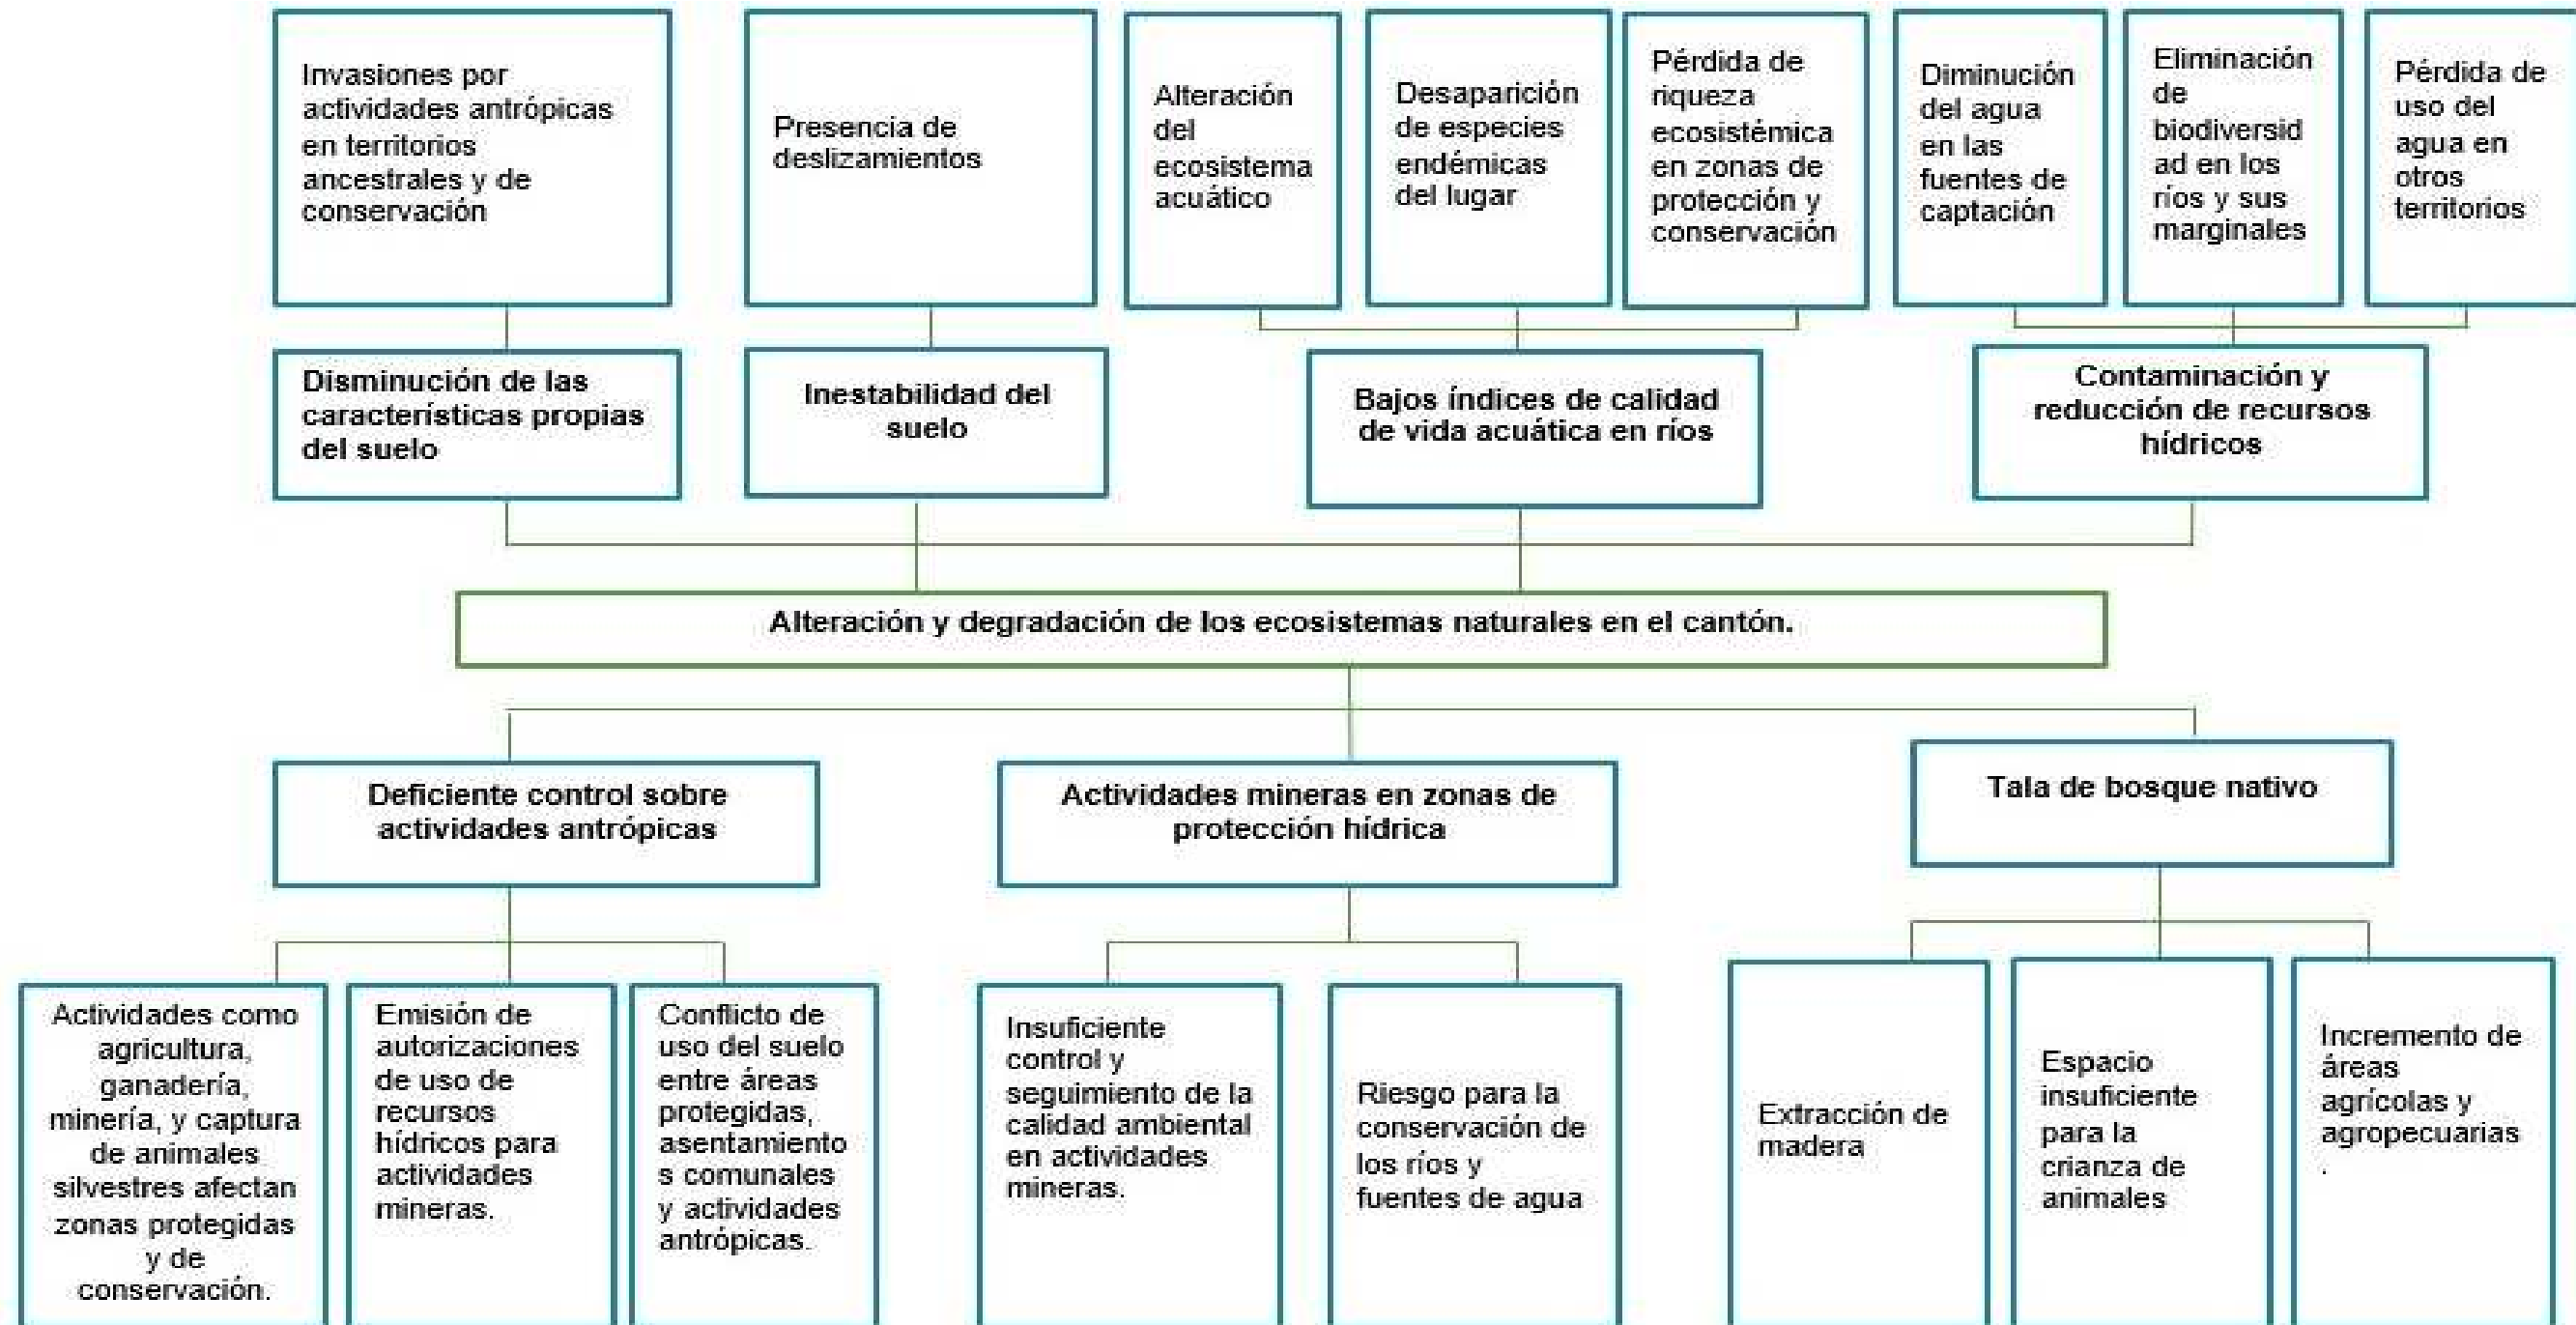 Invasiones por
actividades antrópicas
en territorios
ancestrales y de
conservación
Presencia de
deslizamientos
Alteración
del
ecosistema
acuático
Desaparición
de especies
endémicas
del lugar
Pérdida de
riqueza
ecosistémica
en zonas de
protección y
conservación
Diminución
del agua
en las
fuentes de
captación
Eliminación
de
biodiversid
ad en los
ríos y sus
marginales
Pérdida de
uso del
agua en
otros
territorios
Disminución de las
características propias
del suelo
Inestabilidad del
suelo
Bajos índices de calidad
de vida acuática en ríos
Contaminación y
reducción de recursos
hídricos
Alteración y degradación de los ecosistemas naturales en el cantón.
Deficiente control sobre
actividades antrópicas
Actividades mineras en zonas de
protección hídrica
Tala de bosque nativo
Actividades como
agricultura,
ganadería,
minería, y captura
de animales
silvestres afectan
zonas protegidas
y de
conservación.
Emisión de
autorizaciones
de uso de
recursos
hídricos para
actividades
mineras.
Conflicto de
uso del suelo
entre áreas
protegidas,
asentamiento
s comunales
y actividades
antrópicas.
Insuficiente
control y
seguimiento de la
calidad ambiental
en actividades
mineras.
Riesgo para la
conservación de
los ríos y
fuentes de agua
Extracción de
madera
Espacio
insuficiente
para la
crianza de
animales
Incremento de
áreas
agrícolas y
agropecuarias
.